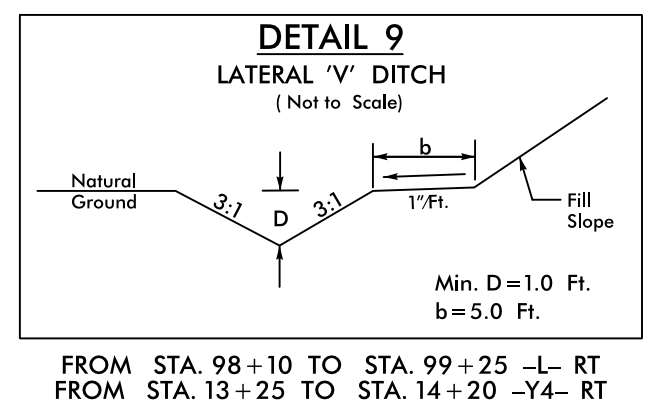 DETAIL 9
LATERAL 'V' DITCH
( Not to Scale)
b
Natural
Ground
3:1
D
3:1
1"/Ft.
Fill
Slope
Min. D=1.0 Ft.
b=5.0 Ft.
FROM STA. 98+10 TO STA. 99+25 -L- RT
FROM STA. 13+25 TO STA. 14+20 -Y4- RT